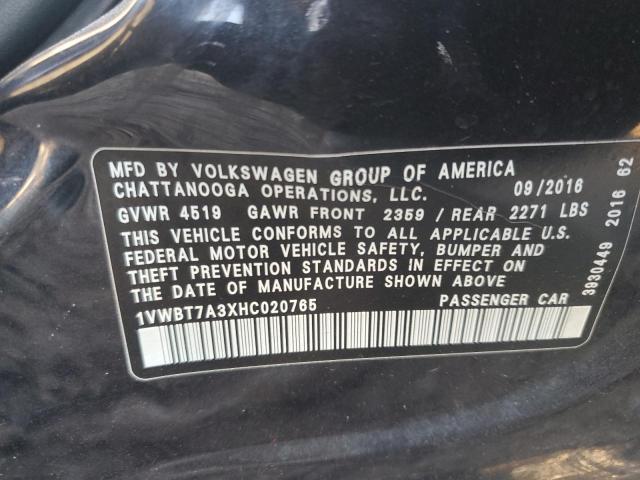 MFD BY VOLKSWAGEN GROUP OF AMERICA
CHATTANOOGA OPERATIONS, LLC. 09/2016
GVWR 4519 GAWR FRONT 2359 / REAR 2271 LBS
THIS VEHICLE CONFORMS TO ALL APPLICABLE U.S.
FEDERAL MOTOR VEHICLE SAFETY, BUMPER AND
THEFT PREVENTION STANDARDS IN EFFECT ON
THE DATE OF MANUFACTURE SHOWN ABOVE
1VWBT7A3XHC020765 PASSENGER CAR
3930449 2016 62